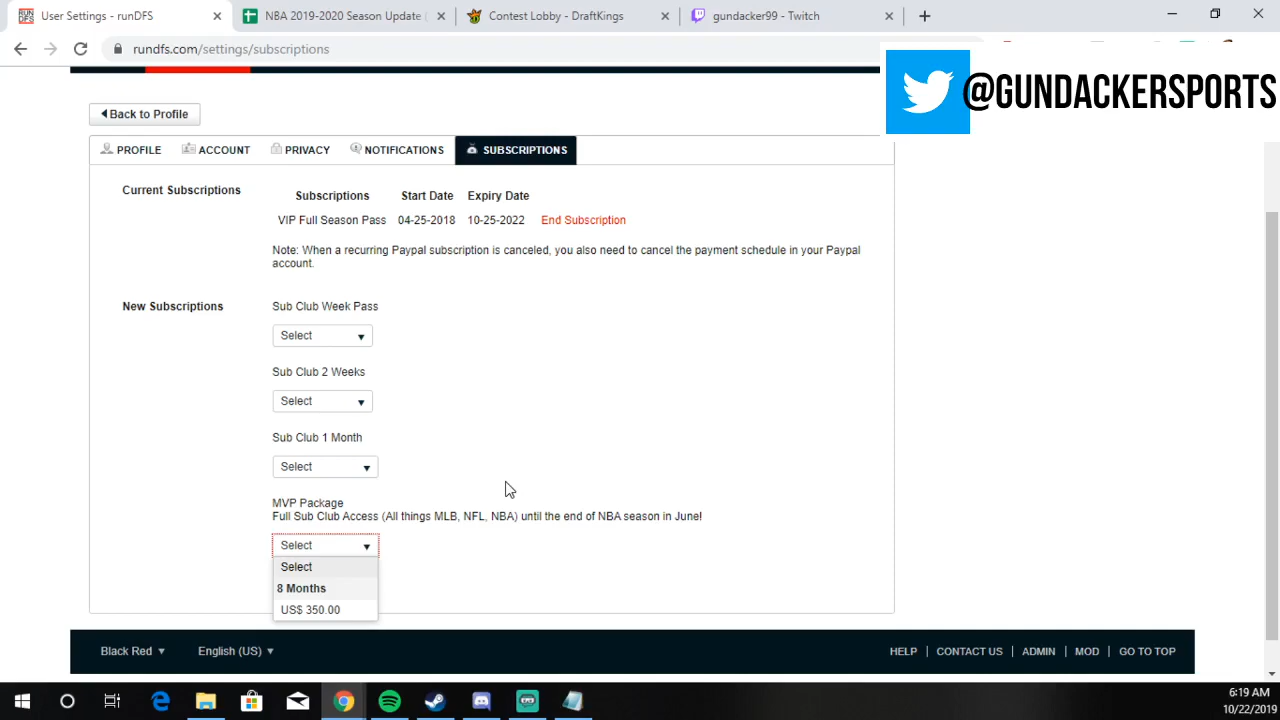 User Settings - runDFS
NBA 2019-2020 Season Update (
Contest Lobby - DraftKings
gundacker99 - Twitch
rundfs.com/settings/subscriptions
@GUNDACKERSPORTS
Back to Profile
PROFILE
ACCOUNT
PRIVACY
NOTIFICATIONS
SUBSCRIPTIONS
Current Subscriptions
Subscriptions Start Date Expiry Date
VIP Full Season Pass 04-25-2018 10-25-2022 End Subscription
Note: When a recurring Paypal subscription is canceled, you also need to cancel the payment schedule in your Paypal
account.
New Subscriptions
Sub Club Week Pass
Select
Sub Club 2 Weeks
Select
Sub Club 1 Month
Select
MVP Package
Full Sub Club Access (All things MLB, NFL, NBA) until the end of NBA season in June!
Select
Select
8 Months
US$ 350.00
Black Red
English (US)
HELP | CONTACT US | ADMIN | MOD | GO TO TOP
6:19 AM
10/22/2019